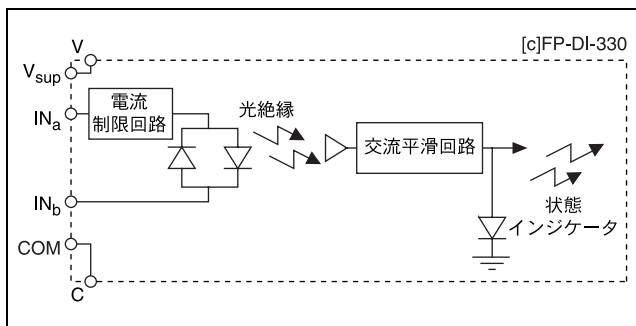 [c]FP-DI-330
V
Vsup
INa
電流
制限回路
光絶縁
交流平滑回路
INb
状態
インジケータ
COM
C